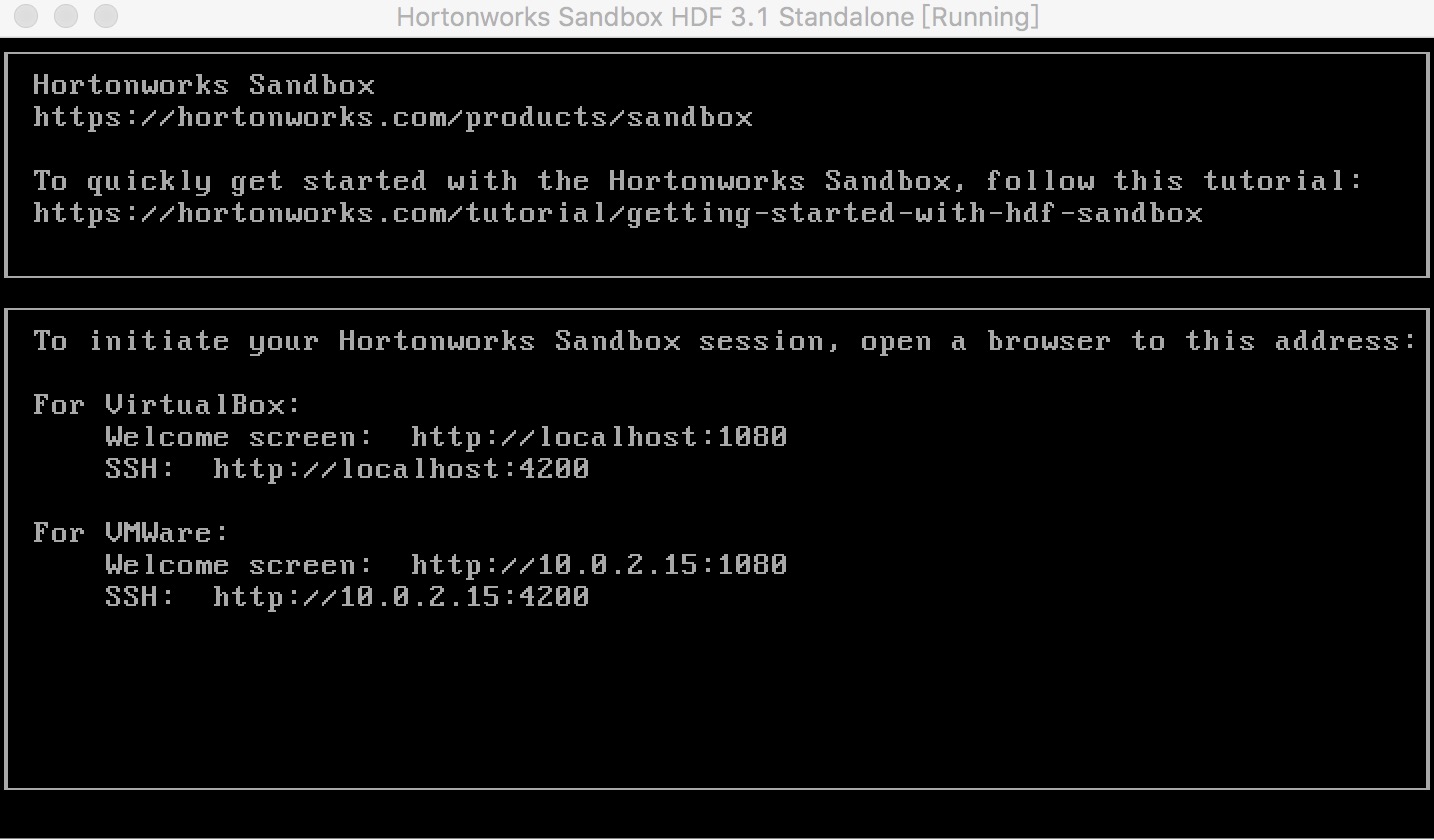 Hortonworks Sandbox HDF 3.1 Standalone [Running]
Hortonworks Sandbox
https://hortonworks.com/products/sandbox
To quickly get started with the Hortonworks Sandbox, follow this tutorial:
https://hortonworks.com/tutorial/getting-started-with-hdf-sandbox
To initiate your Hortonworks Sandbox session, open a browser to this address:
For VirtualBox:
Welcome screen: http://localhost:1080
SSH: http://localhost:4200
For VMWare:
Welcome screen: http://10.0.2.15:1080
SSH: http://10.0.2.15:4200